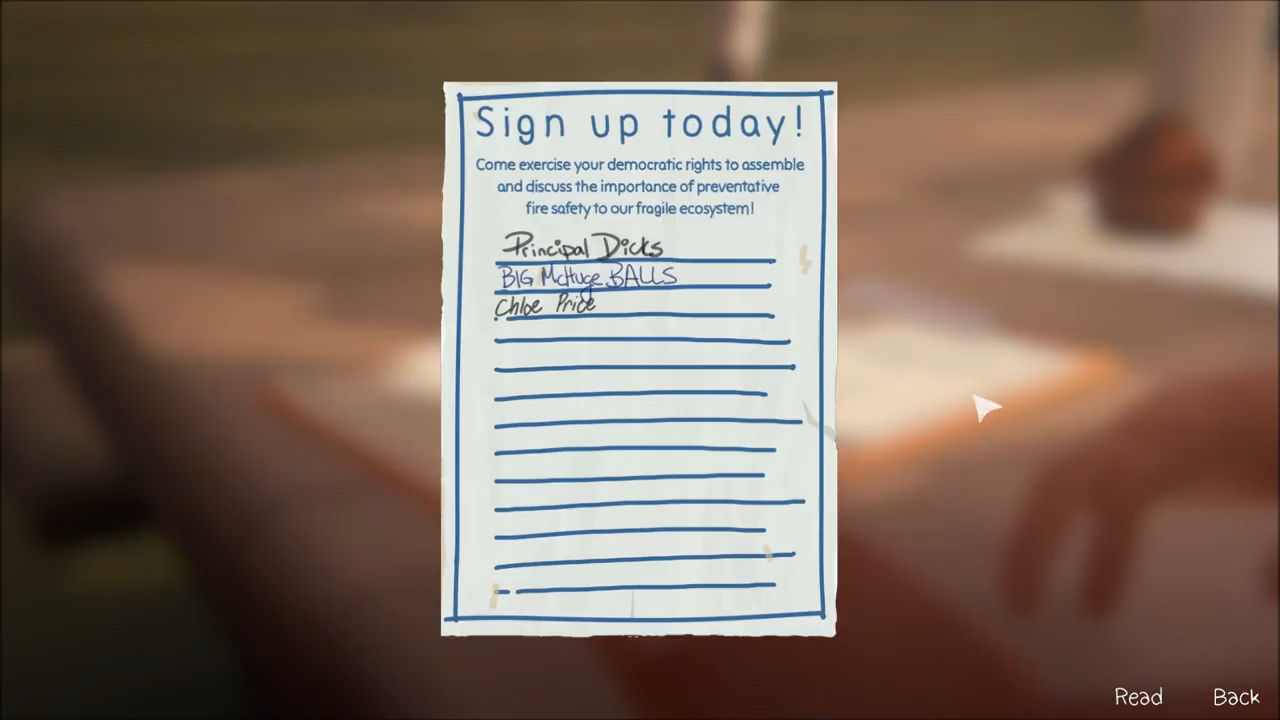 Sign up today!
Come exercise your democratic rights to assemble
and discuss the importance of preventative
fire safety to our fragile ecosystem!
Principal Dicks
BIG McHuge BALLS
Chloe Price
Read Back